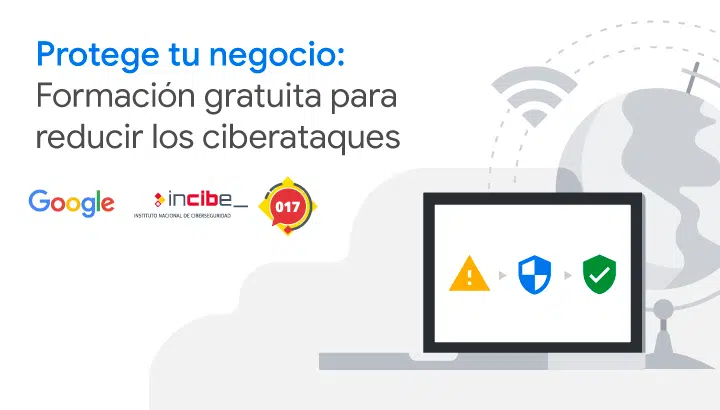 Protege tu negocio:
Formación gratuita para
reducir los ciberataques
Google
incibe_
INSTITUTO NACIONAL DE CIBERSEGURIDAD
017